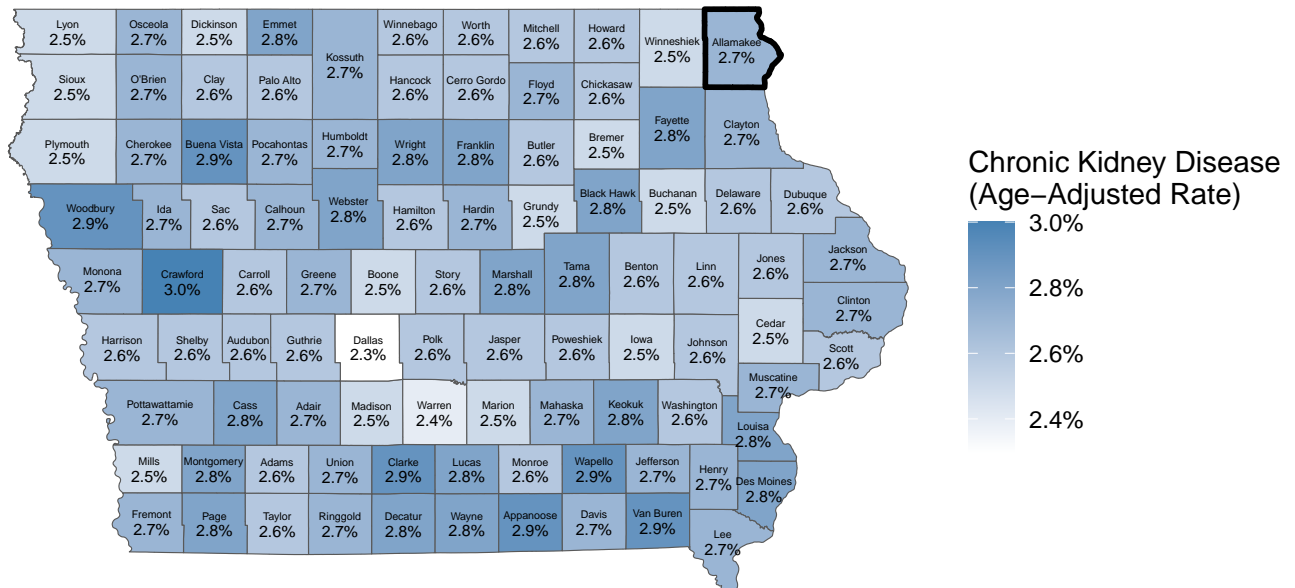 Lyon
2.5%
Osceola
2.7%
Dickinson
2.5%
Emmet
2.8%
Kossuth
2.7%
Winnebago
2.6%
Worth
2.6%
Mitchell
2.6%
Howard
2.6%
Winneshiek
2.5%
Allamakee
2.7%
Sioux
2.5%
O'Brien
2.7%
Clay
2.6%
Palo Alto
2.6%
Hancock
2.6%
Cerro Gordo
2.6%
Floyd
2.7%
Chickasaw
2.6%
Fayette
2.8%
Clayton
2.7%
Plymouth
2.5%
Cherokee
2.7%
Buena Vista
2.9%
Pocahontas
2.7%
Humboldt
2.7%
Wright
2.8%
Franklin
2.8%
Butler
2.6%
Bremer
2.5%
Woodbury
2.9%
Ida
2.7%
Sac
2.6%
Calhoun
2.7%
Webster
2.8%
Hamilton
2.6%
Hardin
2.7%
Grundy
2.5%
Black Hawk
2.8%
Buchanan
2.5%
Delaware
2.6%
Dubuque
2.6%
Monona
2.7%
Crawford
3.0%
Carroll
2.6%
Greene
2.7%
Boone
2.5%
Story
2.6%
Marshall
2.8%
Tama
2.8%
Benton
2.6%
Linn
2.6%
Jones
2.6%
Jackson
2.7%
Clinton
2.7%
Harrison
2.6%
Shelby
2.6%
Audubon
2.6%
Guthrie
2.6%
Dallas
2.3%
Polk
2.6%
Jasper
2.6%
Poweshiek
2.6%
Iowa
2.5%
Johnson
2.6%
Cedar
2.5%
Scott
2.6%
Muscatine
2.7%
Pottawattamie
2.7%
Cass
2.8%
Adair
2.7%
Madison
2.5%
Warren
2.4%
Marion
2.5%
Mahaska
2.7%
Keokuk
2.8%
Washington
2.6%
Louisa
2.8%
Mills
2.5%
Montgomery
2.8%
Adams
2.6%
Union
2.7%
Clarke
2.9%
Lucas
2.8%
Monroe
2.6%
Wapello
2.9%
Jefferson
2.7%
Henry
2.7%
Des Moines
2.8%
Fremont
2.7%
Page
2.8%
Taylor
2.6%
Ringgold
2.7%
Decatur
2.8%
Wayne
2.8%
Appanoose
2.9%
Davis
2.7%
Van Buren
2.9%
Lee
2.7%
Chronic Kidney Disease
(Age−Adjusted Rate)
3.0%
2.8%
2.6%
2.4%